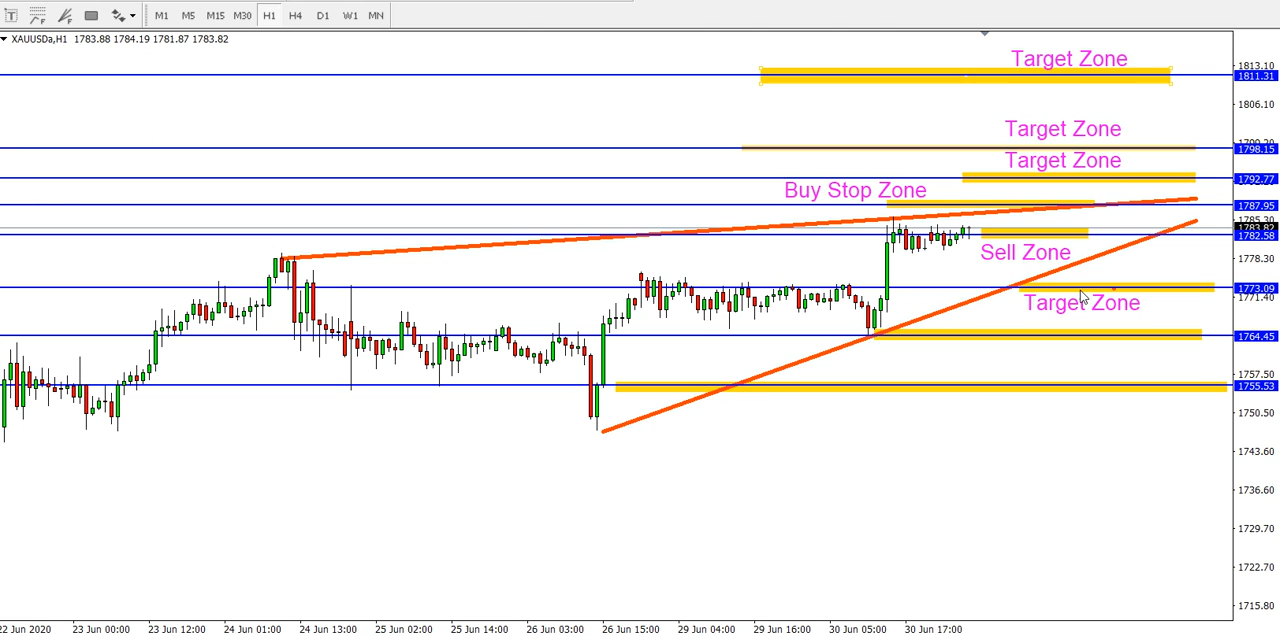 M1 M5 M15 M30 H1 H4 D1 W1 MN
XAUUSDa,H1 1783.88 1784.19 1781.87 1783.82
Target Zone
1813.10
1811.31
1806.10
Target Zone
1798.15
Target Zone
1792.77
Buy Stop Zone
1787.95
1785.30
1783.82
1782.58
Sell Zone
1778.30
1773.09
Target Zone
1771.40
1764.45
1757.50
1755.53
1750.50
1743.60
1736.60
1729.70
1722.70
1715.80
22 Jun 2020 23 Jun 00:00 23 Jun 12:00 24 Jun 01:00 24 Jun 13:00 25 Jun 02:00 25 Jun 14:00 26 Jun 03:00 26 Jun 15:00 29 Jun 04:00 29 Jun 16:00 30 Jun 05:00 30 Jun 17:00